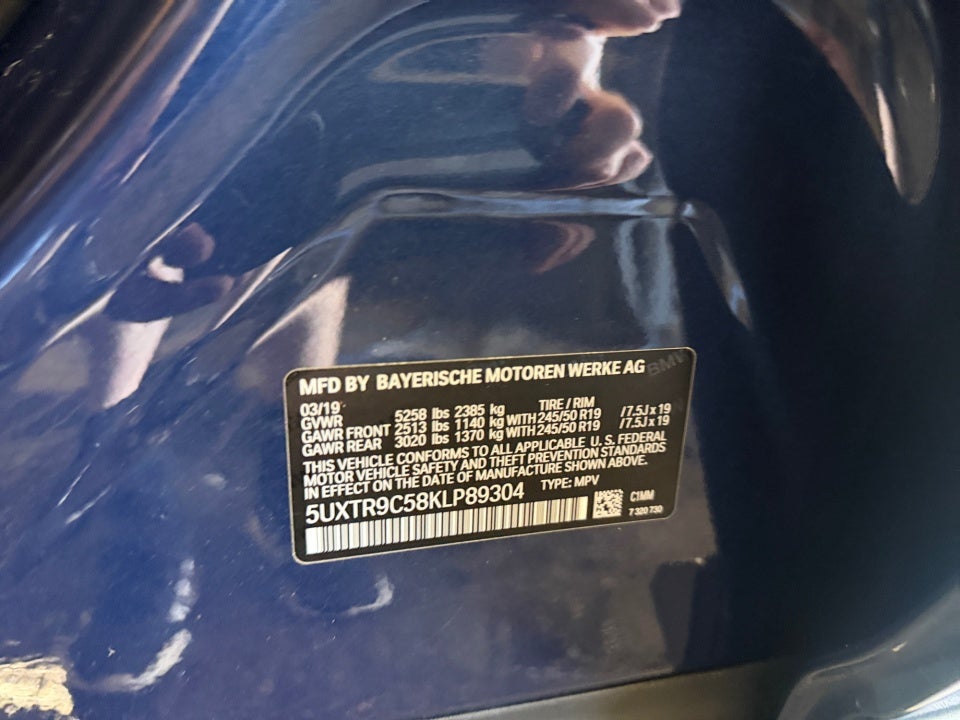 MFD BY BAYERISCHE MOTOREN WERKE AG
BMW
03/19 TIRE / RIM
GVWR 5258 lbs 2385 kg
GAWR FRONT 2513 lbs 1140 kg WITH 245/50 R19 / 7.5J x 19
GAWR REAR 3020 lbs 1370 kg WITH 245/50 R19 / 7.5J x 19
THIS VEHICLE CONFORMS TO ALL APPLICABLE U.S. FEDERAL
MOTOR VEHICLE SAFETY AND THEFT PREVENTION STANDARDS
IN EFFECT ON THE DATE OF MANUFACTURE SHOWN ABOVE.
5UXTR9C58KLP89304 TYPE: MPV
C1MM
7 320 730